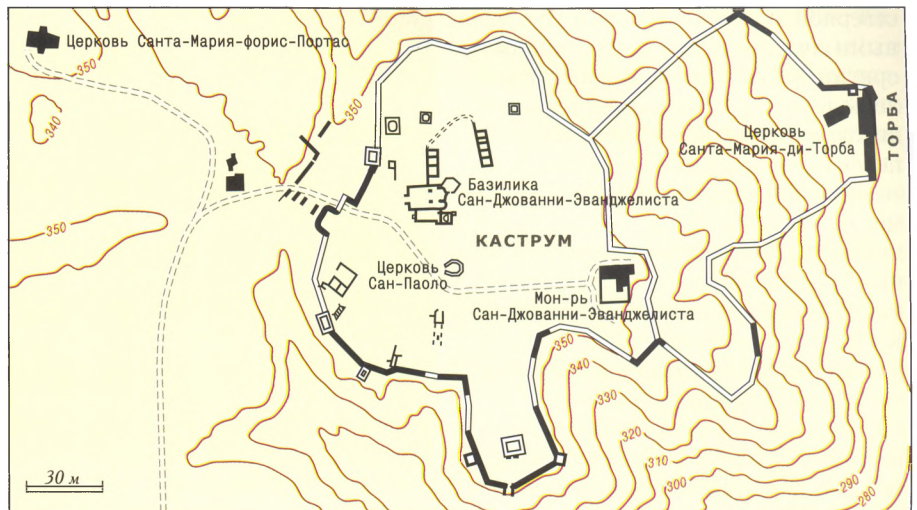 Церковь Санта-Мария-форис-Портас
350
340
350
350
Церковь
Санта-Мария-ди-Торба
ТОРБА
Базилика
Сан-Джованни-Эванджелиста
КАСТРУМ
Церковь
Сан-Паоло
Мон-рь
Сан-Джованни-Эванджелиста
350
340
330
320
310
300
290
280
30 м